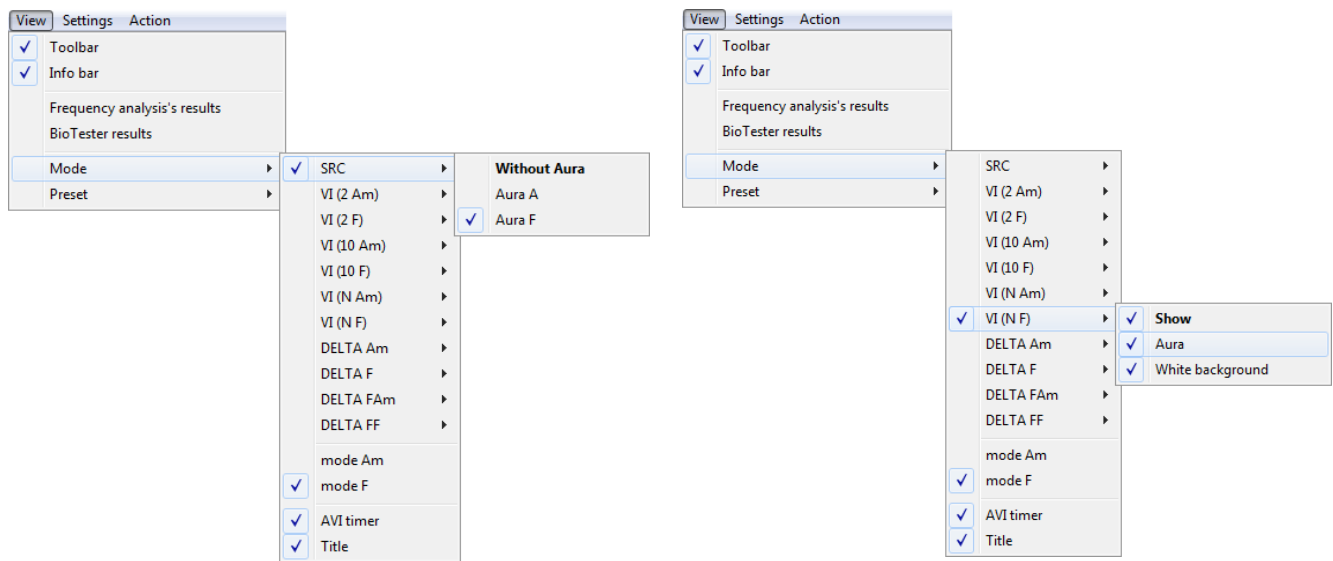 View Settings Action
Toolbar
Info bar
Frequency analysis's results
BioTester results
Mode
Preset
SRC
VI (2 Am)
VI (2 F)
VI (10 Am)
VI (10 F)
VI (N Am)
VI (N F)
DELTA Am
DELTA F
DELTA FAm
DELTA FF
mode Am
mode F
AVI timer
Title
Without Aura
Aura A
Aura F
View Settings Action
Toolbar
Info bar
Frequency analysis's results
BioTester results
Mode
Preset
SRC
VI (2 Am)
VI (2 F)
VI (10 Am)
VI (10 F)
VI (N Am)
VI (N F)
DELTA Am
DELTA F
DELTA FAm
DELTA FF
mode Am
mode F
AVI timer
Title
Show
Aura
White background